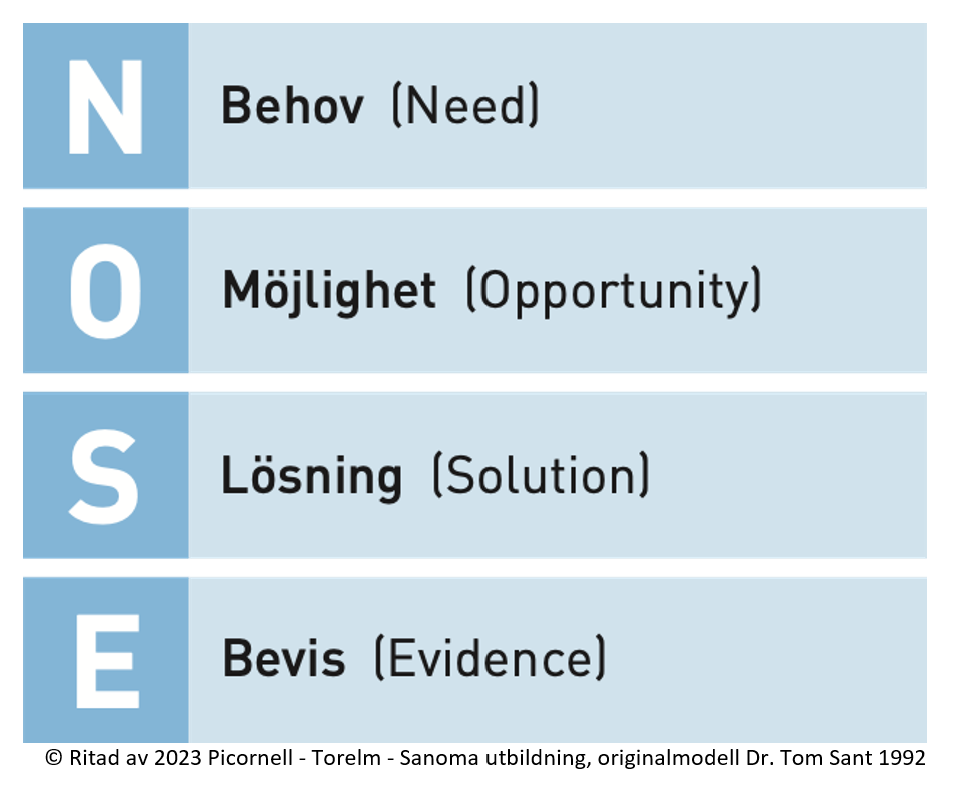 N Behov (Need)
O Möjlighet (Opportunity)
S Lösning (Solution)
E Bevis (Evidence)
© Ritad av 2023 Picornell - Torelm - Sanoma utbildning, originalmodell Dr. Tom Sant 1992